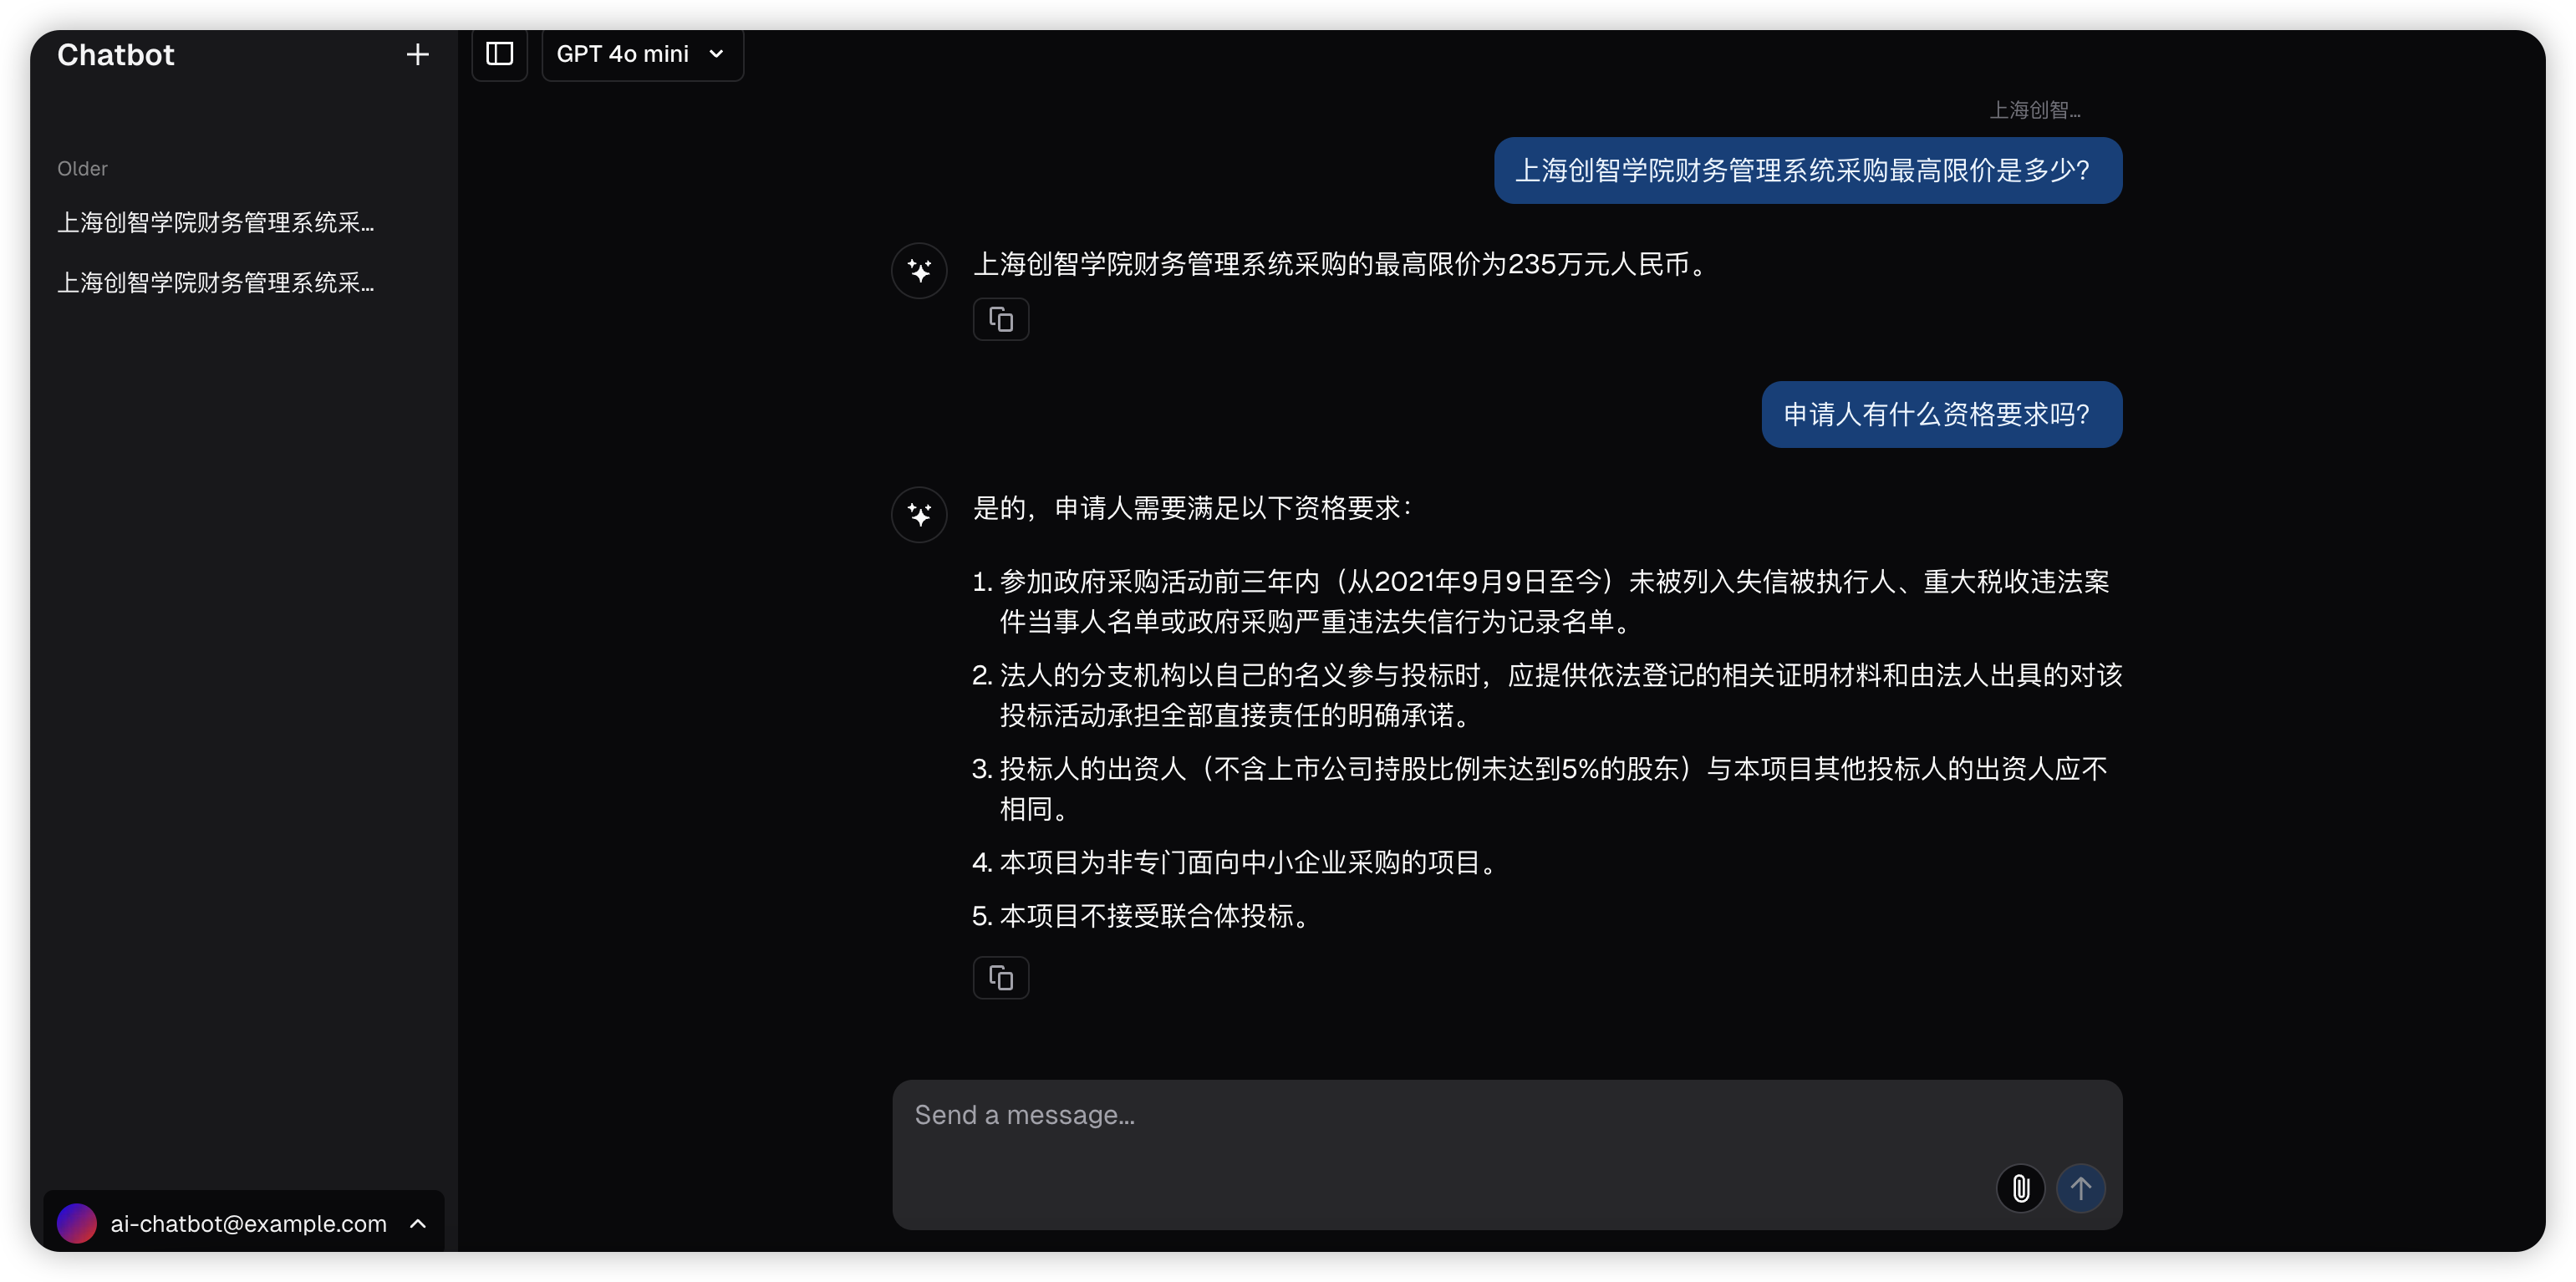 Chatbot
GPT 4o mini
Older
上海创智学院财务管理系统采...
上海创智学院财务管理系统采...
上海创智...
上海创智学院财务管理系统采购最高限价是多少?
上海创智学院财务管理系统采购的最高限价为235万元人民币。
申请人有什么资格要求吗?
是的，申请人需要满足以下资格要求：
1. 参加政府采购活动前三年内（从2021年9月9日至今）未被列入失信被执行人、重大税收违法案
件当事人名单或政府采购严重违法失信行为记录名单。
2. 法人的分支机构以自己的名义参与投标时，应提供依法登记的相关证明材料和由法人出具的对该
投标活动承担全部直接责任的明确承诺。
3. 投标人的出资人（不含上市公司持股比例未达到5%的股东）与本项目其他投标人的出资人应不
相同。
4. 本项目为非专门面向中小企业采购的项目。
5. 本项目不接受联合体投标。
Send a message...
ai-chatbot@example.com